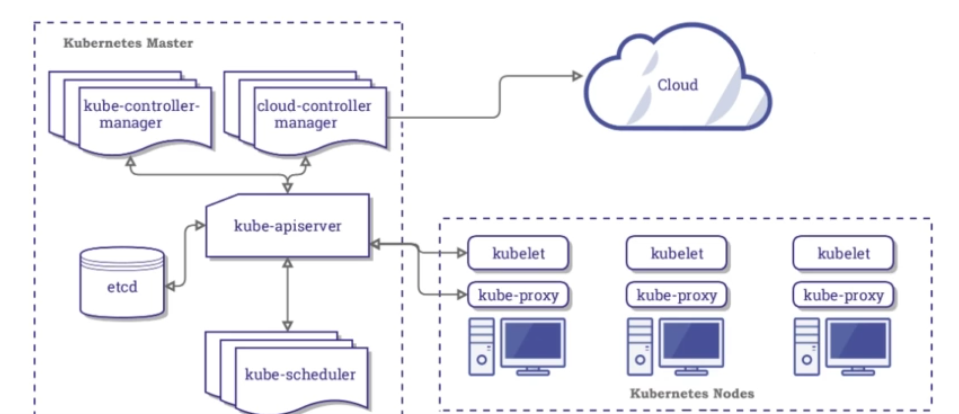 Kubernetes Master
kube-controller-
manager
cloud-controller
manager
Cloud
kube-apiserver
etcd
kube-scheduler
kubelet
kubelet
kubelet
kube-proxy
kube-proxy
kube-proxy
Kubernetes Nodes